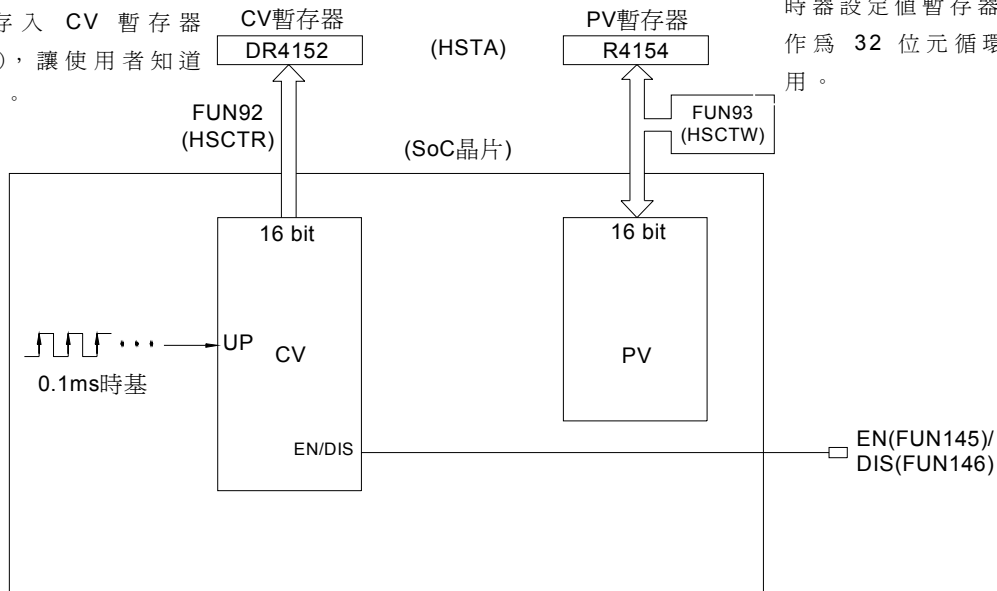 存入 CV 暫存器
),讓使用者知道
。
CV暫存器
DR4152
(HSTA)
PV暫存器
R4154
時器設定值暫存器
作為 32 位元循環
用。
FUN92
(HSCTR)
FUN93
(HSCTW)
(SoC晶片)
16 bit
16 bit
UP
CV
PV
0.1ms時基
EN/DIS
EN(FUN145)/
DIS(FUN146)